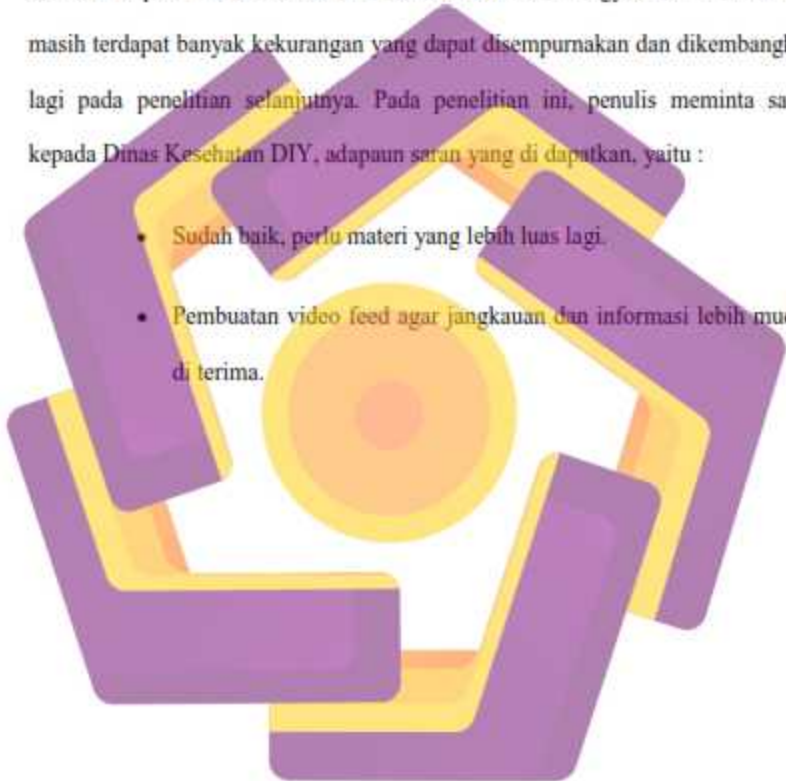 masih terdapat banyak kekurangan yang dapat disempurnakan dan dikembangk
lagi pada penelitian selanjutnya. Pada penelitian ini, penulis meminta sa
kepada Dinas Kesehatan DIY, adapaun saran yang di dapatkan, yaitu :
• Sudah baik, perlu materi yang lebih luas lagi.
• Pembuatan video feed agar jangkauan dan informasi lebih mud
di terima.